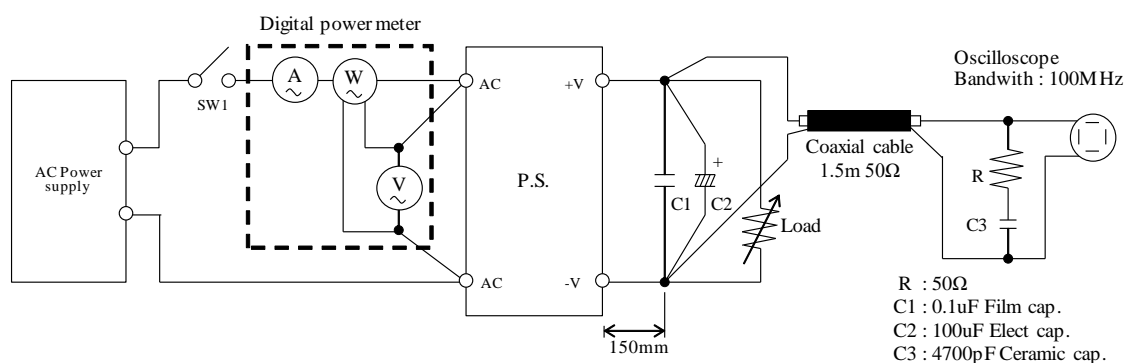 Digital power meter
Oscilloscope
Bandwith : 100MHz
A
W
AC
+V
SW1
AC Power
supply
V
P.S.
+
Coaxial cable
1.5m 50Ω
R
C1
C2
Load
C3
AC
-V
R : 50Ω
C1 : 0.1uF Film cap.
C2 : 100uF Elect cap.
C3 : 4700pF Ceramic cap.
150mm